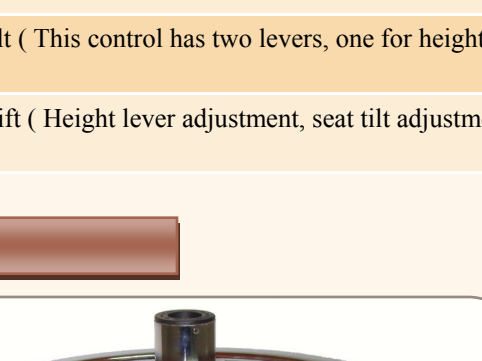 lt ( This control has two levers, one for height
ift ( Height lever adjustment, seat tilt adjustm